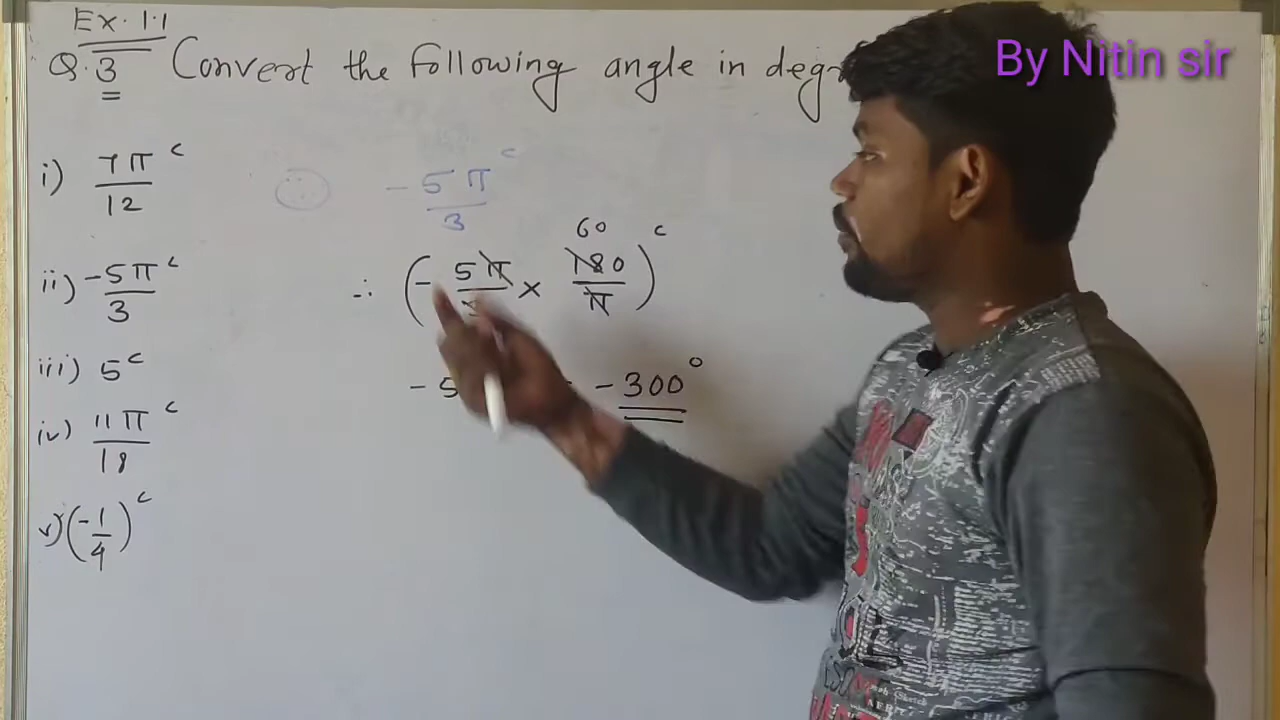 Ex. 1.1
Q.3 Convert the following angle in degr
By Nitin sir
i) 7π/12 ᶜ
ii) -5π/3 ᶜ
iii) 5ᶜ
iv) 11π/18 ᶜ
v) (-1/4)ᶜ
-5π/3 ᶜ
60
∴ (- 5π/ × 180/π)ᶜ
- 5 - 300°